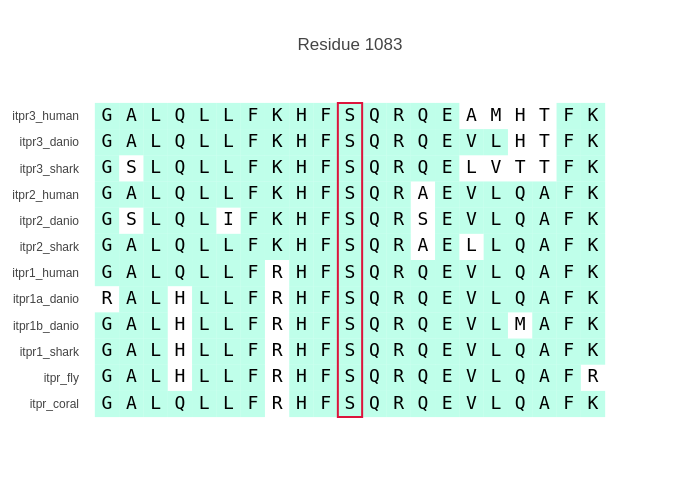 Residue 1083
itpr3_human G A L Q L L F K H F S Q R Q E A M H T F K
itpr3_danio G A L Q L L F K H F S Q R Q E V L H T F K
itpr3_shark G S L Q L L F K H F S Q R Q E L V T T F K
itpr2_human G A L Q L L F K H F S Q R A E V L Q A F K
itpr2_danio G S L Q L I F K H F S Q R S E V L Q A F K
itpr2_shark G A L Q L L F K H F S Q R A E L L Q A F K
itpr1_human G A L Q L L F R H F S Q R Q E V L Q A F K
itpr1a_danio R A L H L L F R H F S Q R Q E V L Q A F K
itpr1b_danio G A L H L L F R H F S Q R Q E V L M A F K
itpr1_shark G A L H L L F R H F S Q R Q E V L Q A F K
itpr_fly G A L H L L F R H F S Q R Q E V L Q A F R
itpr_coral G A L Q L L F R H F S Q R Q E V L Q A F K